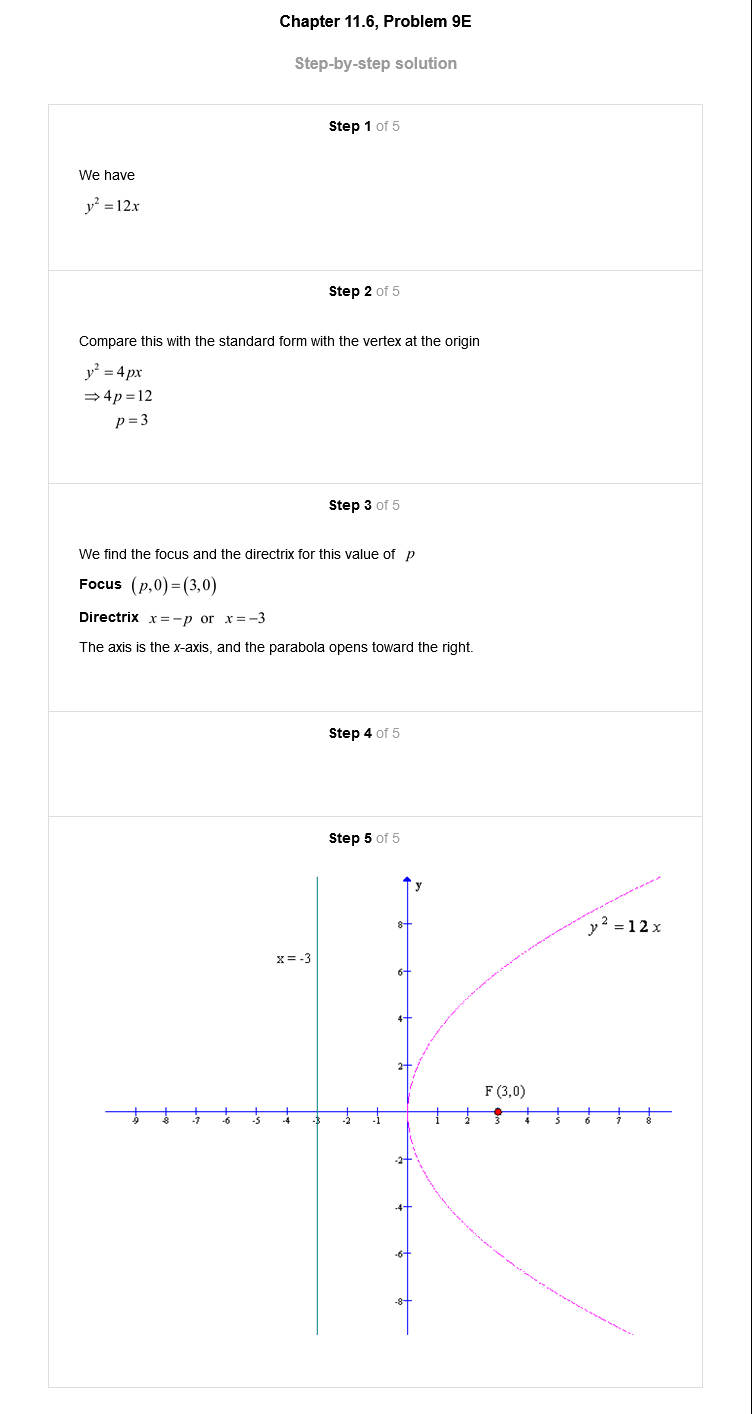 Chapter 11.6, Problem 9E
Step-by-step solution
Step 1 of 5
We have
y² = 12x
Step 2 of 5
Compare this with the standard form with the vertex at the origin
y² = 4px
⇒ 4p = 12
p = 3
Step 3 of 5
We find the focus and the directrix for this value of p
Focus (p,0) = (3,0)
Directrix x = −p or x = −3
The axis is the x-axis, and the parabola opens toward the right.
Step 4 of 5
Step 5 of 5
y
8
y² = 12x
x = -3
6
4
2
F (3,0)
-9 -8 -7 -6 -5 -4 -3 -2 -1 1 2 3 4 5 6 7 8
-2
-4
-6
-8